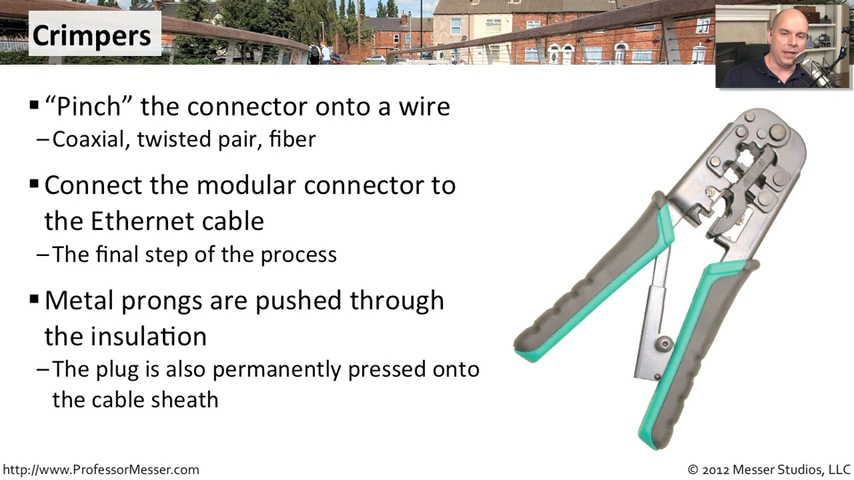 Crimpers
▪ “Pinch” the connector onto a wire
–Coaxial, twisted pair, fiber
▪ Connect the modular connector to
the Ethernet cable
–The final step of the process
▪ Metal prongs are pushed through
the insulation
–The plug is also permanently pressed onto
the cable sheath
http://www.ProfessorMesser.com
© 2012 Messer Studios, LLC